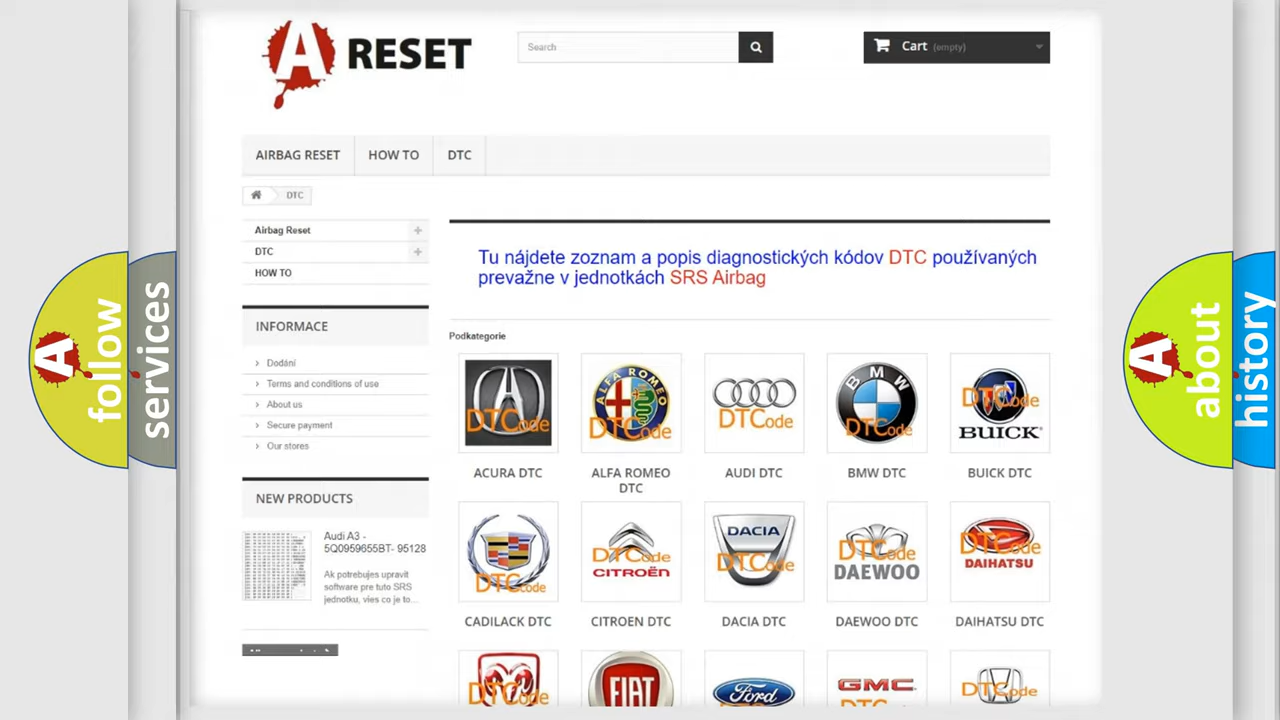 A RESET
Search
Cart (empty)
AIRBAG RESET
HOW TO
DTC
DTC
Airbag Reset
DTC
HOW TO
INFORMACE
Dodání
Terms and conditions of use
About us
Secure payment
Our stores
NEW PRODUCTS
Audi A3 -
5Q0959655BT- 95128
Ak potrebujes upravit
software pre tuto SRS
jednotku, vies co je to...
Tu nájdete zoznam a popis diagnostických kódov DTC používaných
prevažne v jednotkách SRS Airbag
Podkategorie
DTCode
ALFA ROMEO
DTCode
DTCode
BMW
DTCode
DTCode
BUICK
ACURA DTC
ALFA ROMEO
DTC
AUDI DTC
BMW DTC
BUICK DTC
DTCode
DTCode
CITROËN
DACIA
DTCode
DTCode
DAEWOO
DTCode
DAIHATSU
CADILACK DTC
CITROEN DTC
DACIA DTC
DAEWOO DTC
DAIHATSU DTC
DTCode
FIAT
Ford
GMC
DTCode
A follow
services
A about
history